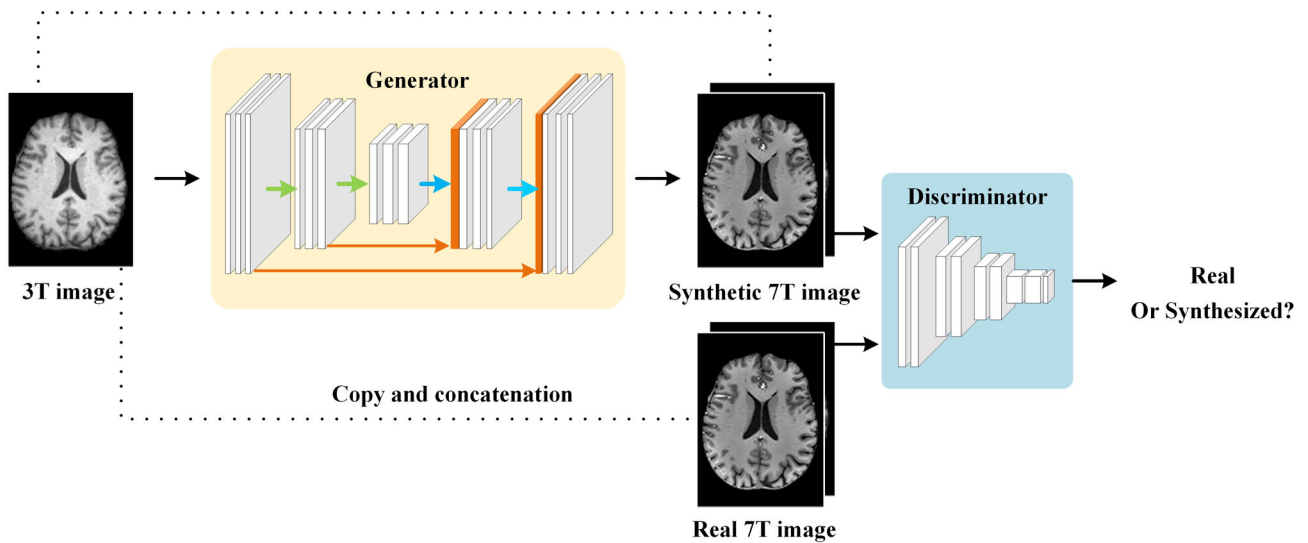 Generator
3T image
Synthetic 7T image
Discriminator
Real
Or Synthesized?
Copy and concatenation
Real 7T image